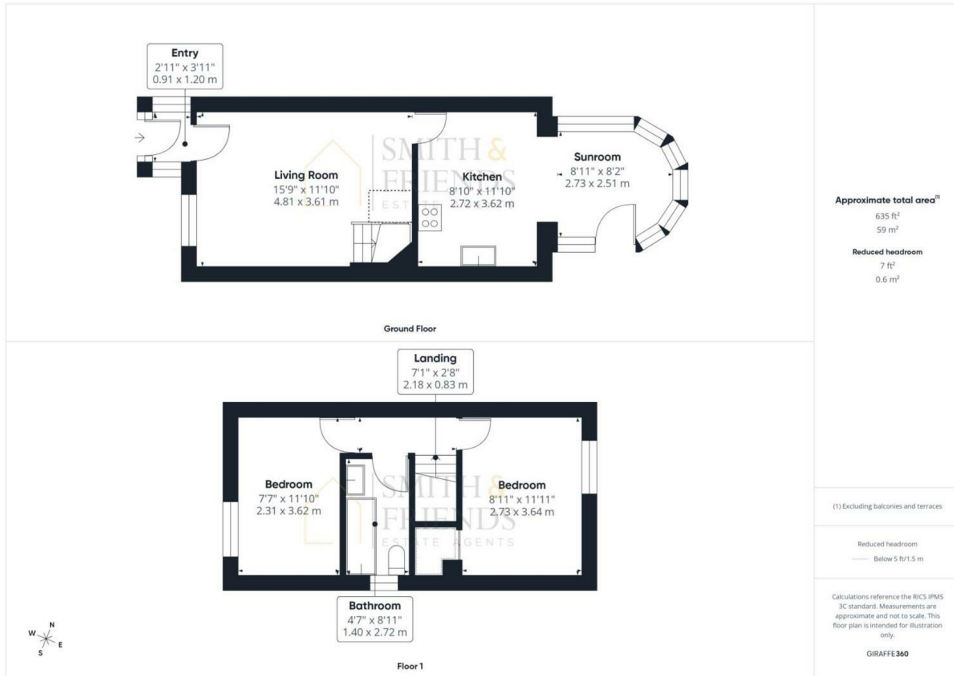 Entry
2'11" x 3'11"
0.91 x 1.20 m
Living Room
15'9" x 11'10"
4.81 x 3.61 m
SMITH &
FRIENDS
ESTATE
Kitchen
8'10" x 11'10"
2.72 x 3.62 m
Sunroom
8'11" x 8'2"
2.73 x 2.51 m
Ground Floor
Landing
7'1" x 2'8"
2.18 x 0.83 m
Bedroom
7'7" x 11'10"
2.31 x 3.62 m
SMITH &
FRIENDS
ESTATE AGENTS
Bedroom
8'11" x 11'11"
2.73 x 3.64 m
Bathroom
4'7" x 8'11"
1.40 x 2.72 m
Floor 1
N
W
E
S
Approximate total area(1)
635 ft²
59 m²
Reduced headroom
7 ft²
0.6 m²
(1) Excluding balconies and terraces
Reduced headroom
Below 5 ft/1.5 m
Calculations reference the RICS IPMS
3C standard. Measurements are
approximate and not to scale. This
floor plan is intended for illustration
only.
GIRAFFE360